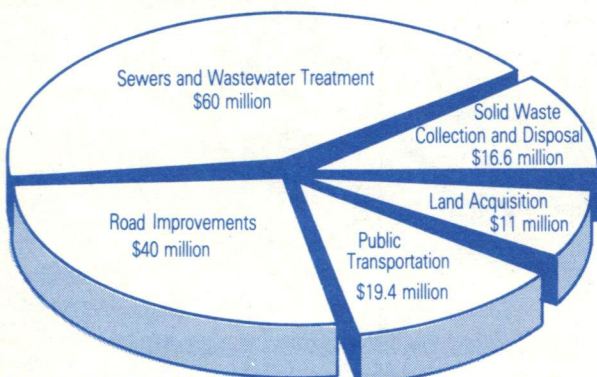 Sewers and Wastewater Treatment
$60 million
Solid Waste
Collection and Disposal
$16.6 million
Land Acquisition
$11 million
Public
Transportation
$19.4 million
Road Improvements
$40 million